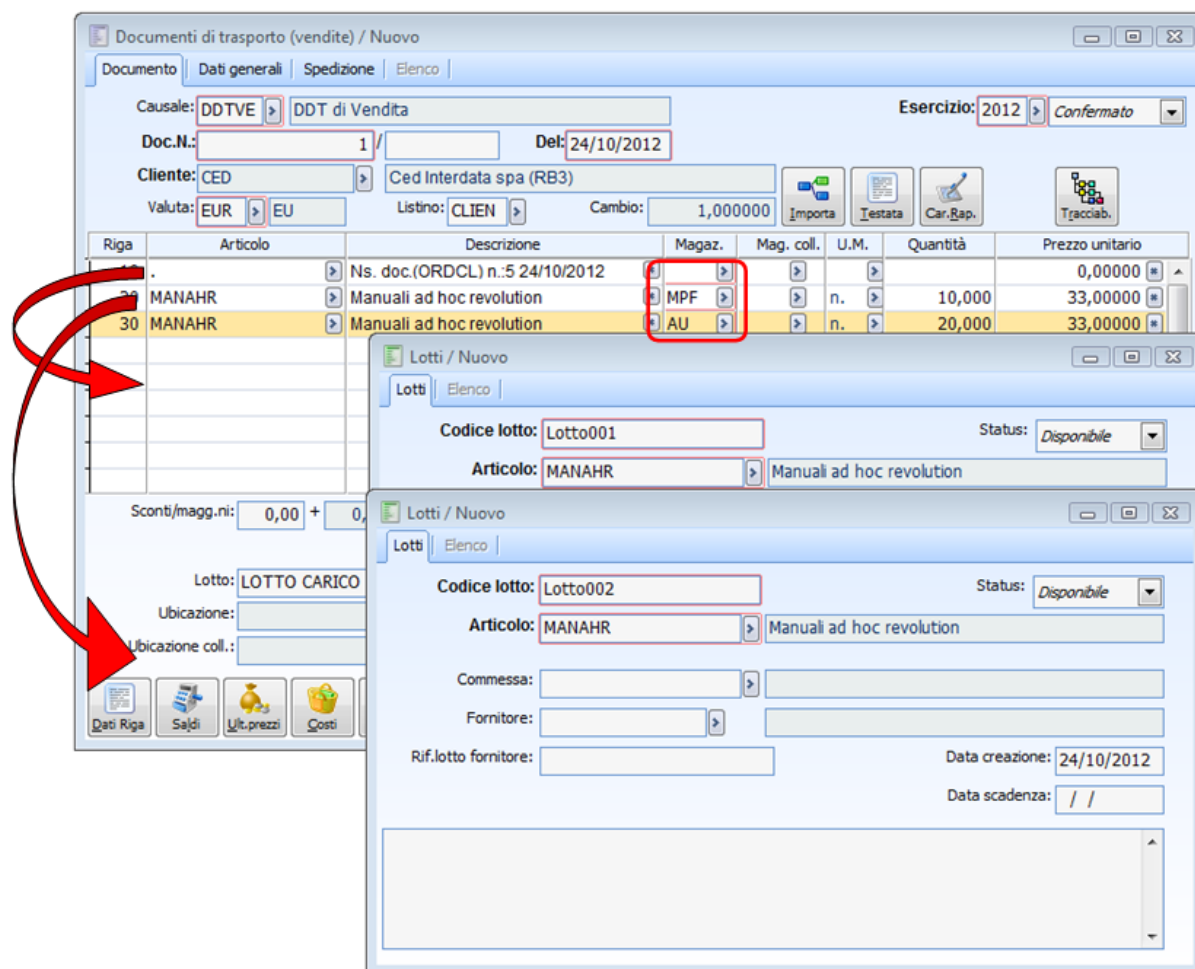 Documenti di trasporto (vendite) / Nuovo
Documento Dati generali Spedizione Elenco
Causale: DDTVE DDT di Vendita Esercizio: 2012 Confermato
Doc.N.: 1 / Del: 24/10/2012
Cliente: CED Ced Interdata spa (RB3)
Valuta: EUR EU Listino: CLIEN Cambio: 1,000000 Importa Testata Car.Rap. Tracciab.
Riga Articolo Descrizione Magaz. Mag. coll. U.M. Quantità Prezzo unitario
. Ns. doc.(ORDCL) n.:5 24/10/2012 0,00000
MANAHR Manuali ad hoc revolution MPF n. 10,000 33,00000
30 MANAHR Manuali ad hoc revolution AU n. 20,000 33,00000
Lotti / Nuovo
Lotti Elenco
Codice lotto: Lotto001 Status: Disponibile
Articolo: MANAHR Manuali ad hoc revolution
Sconti/magg.ni: 0,00 + 0,
Lotto: LOTTO CARICO
Ubicazione:
Ubicazione coll.:
Dati Riga Saldi Ult.prezzi Costi
Lotti / Nuovo
Lotti Elenco
Codice lotto: Lotto002 Status: Disponibile
Articolo: MANAHR Manuali ad hoc revolution
Commessa:
Fornitore:
Rif.lotto fornitore: Data creazione: 24/10/2012
Data scadenza: / /